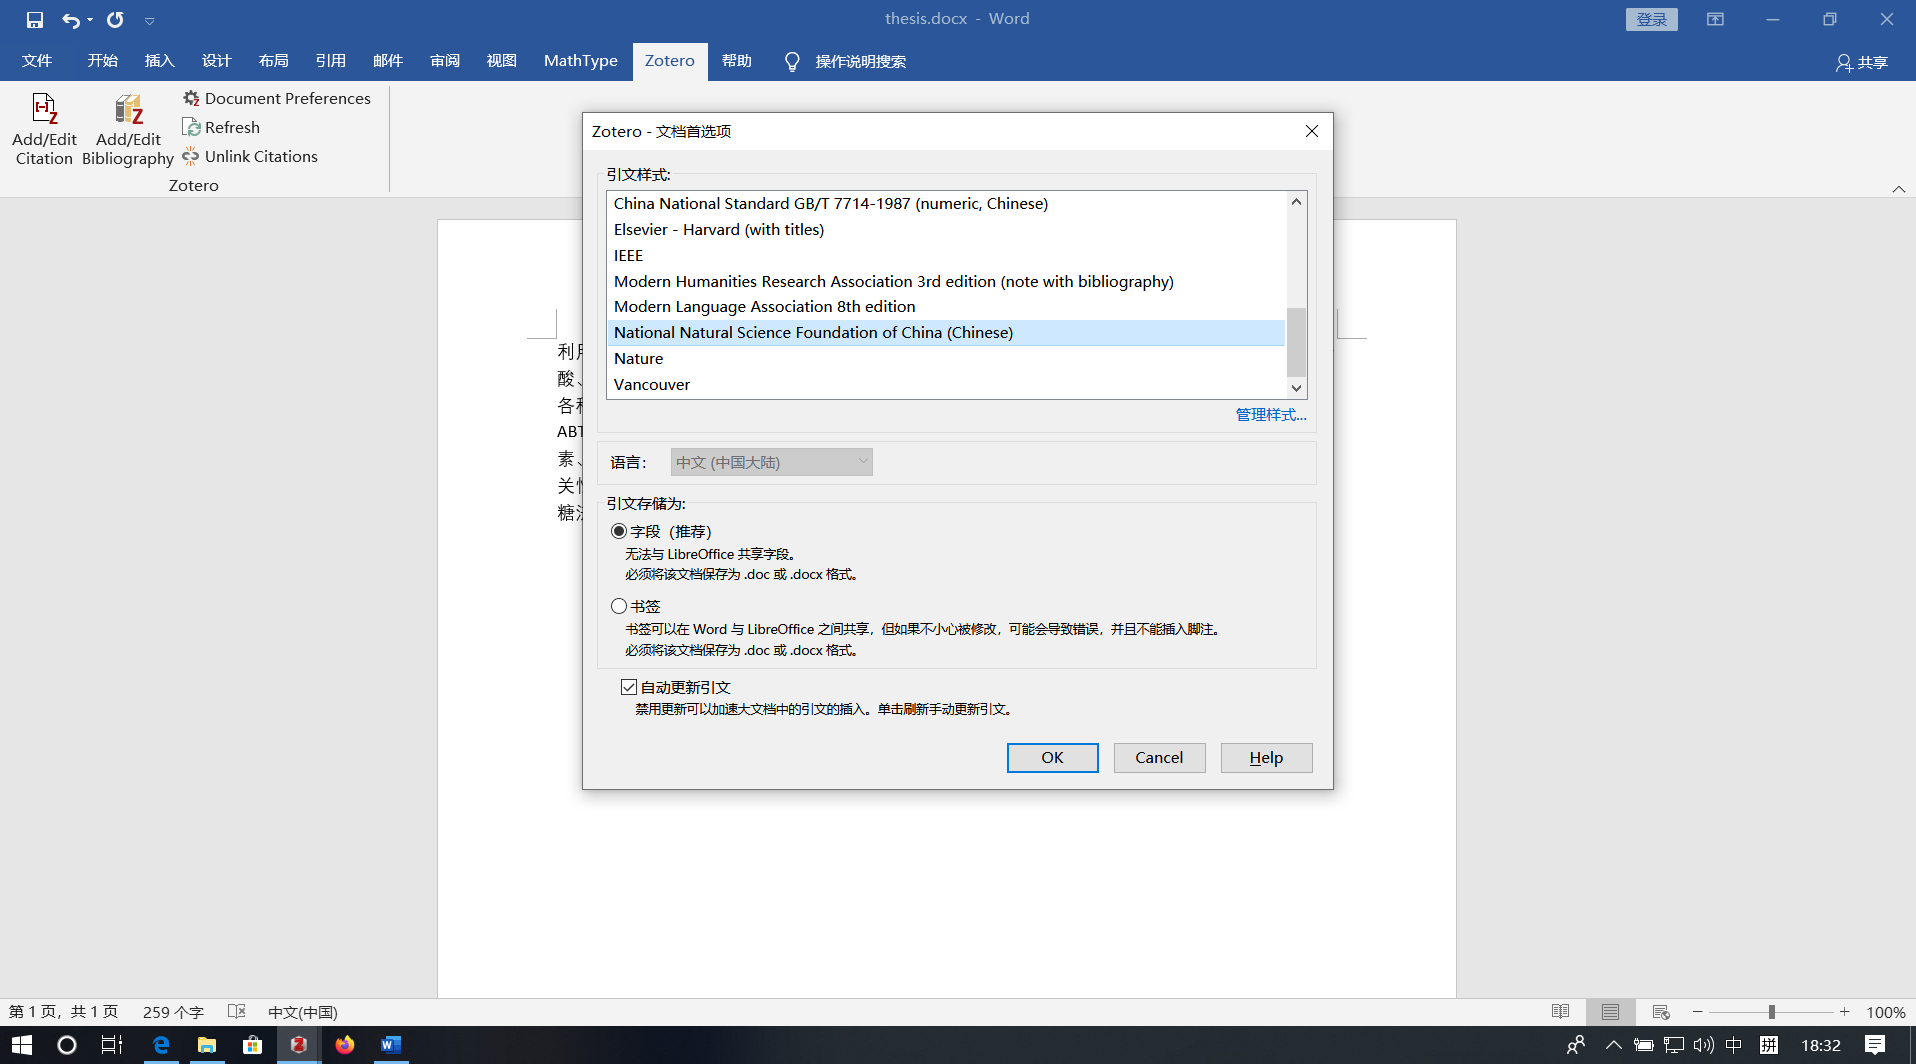 thesis.docx - Word
登录
文件 开始 插入 设计 布局 引用 邮件 审阅 视图 MathType Zotero 帮助 操作说明搜索 共享
Add/Edit Citation
Add/Edit Bibliography
Document Preferences
Refresh
Unlink Citations
Zotero
Zotero - 文档首选项
引文样式:
China National Standard GB/T 7714-1987 (numeric, Chinese)
Elsevier - Harvard (with titles)
IEEE
Modern Humanities Research Association 3rd edition (note with bibliography)
Modern Language Association 8th edition
National Natural Science Foundation of China (Chinese)
Nature
Vancouver
管理样式...
语言: 中文 (中国大陆)
引文存储为:
字段（推荐）
无法与 LibreOffice 共享字段。
必须将该文档保存为 .doc 或 .docx 格式。
书签
书签可以在 Word 与 LibreOffice 之间共享，但如果不小心被修改，可能会导致错误，并且不能插入脚注。
必须将该文档保存为 .doc 或 .docx 格式。
自动更新引文
禁用更新可以加速大文档中的引文的插入。单击刷新手动更新引文。
OK Cancel Help
酸、
ABT
素、
第 1 页，共 1 页 259 个字 中文(中国) 100%
中 拼 18:32